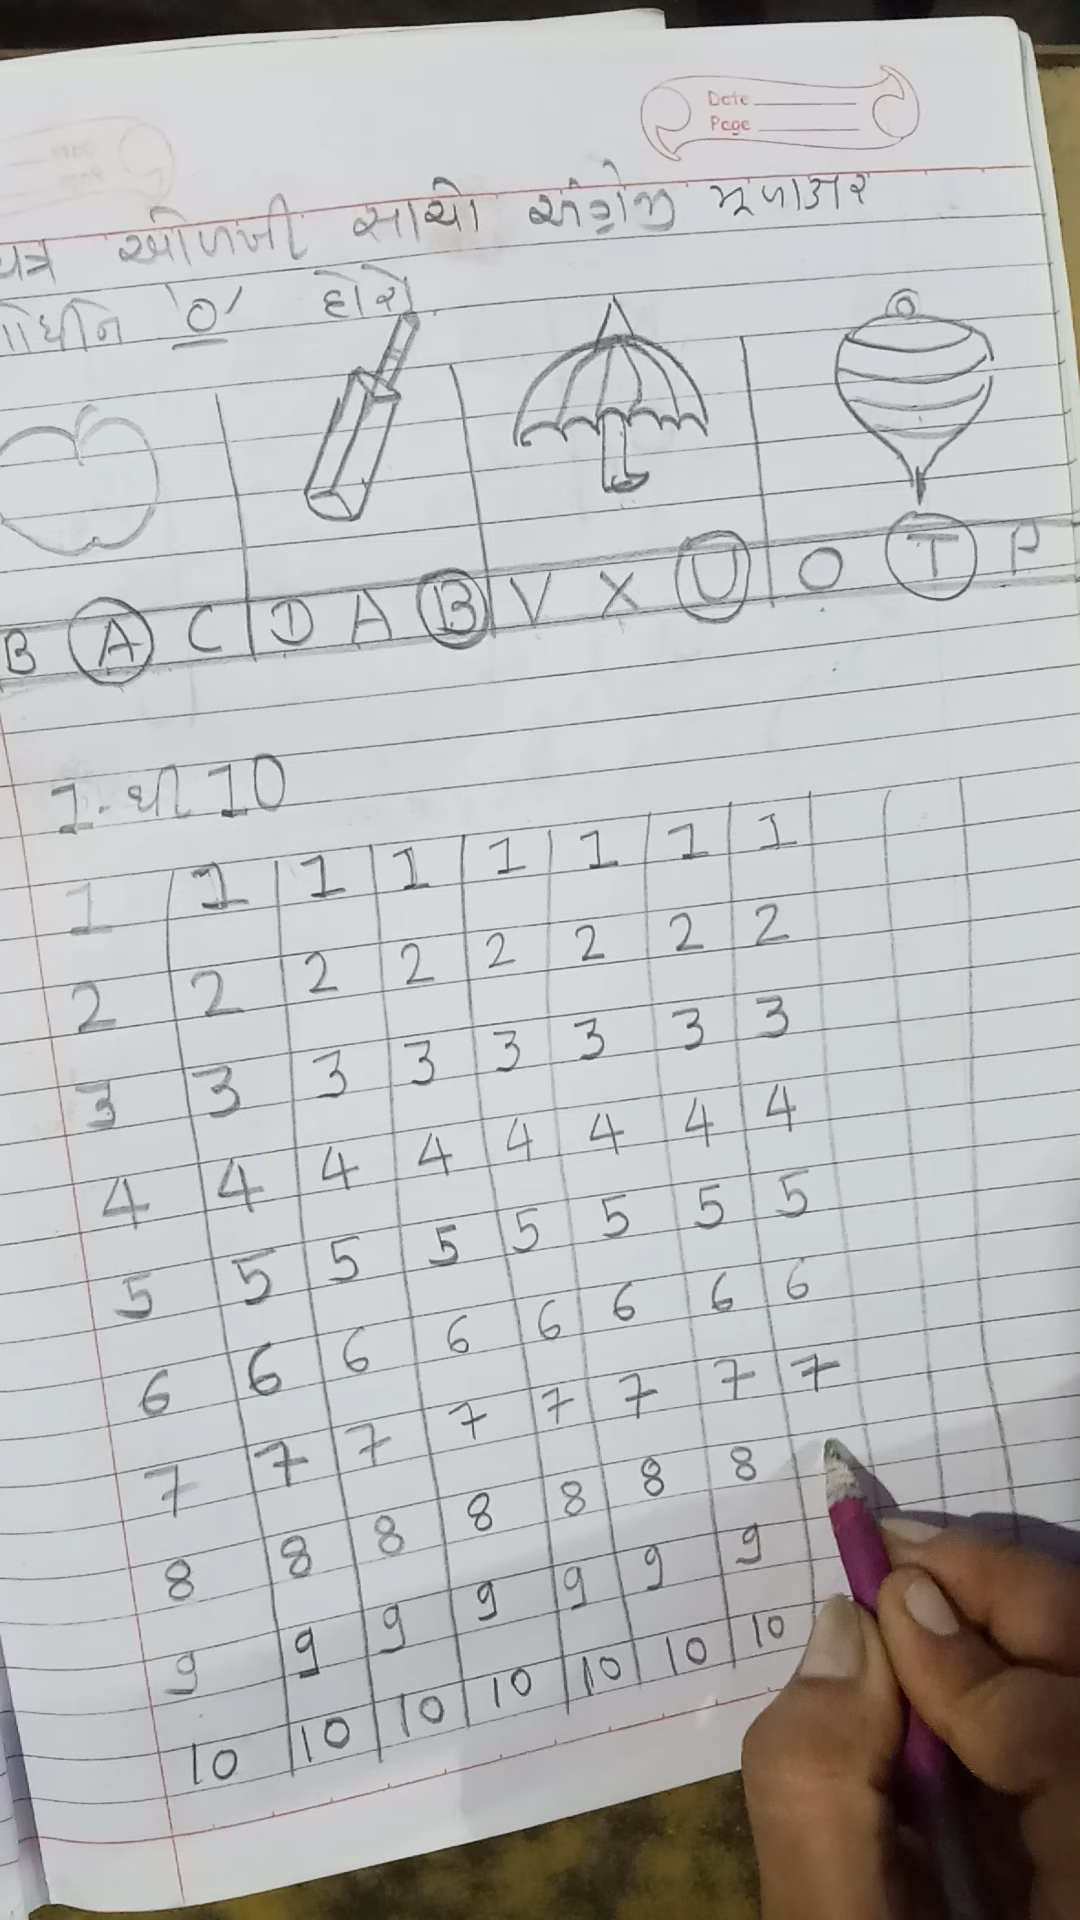 Date
Page
ચિત્ર ઓળખી સાચો અંગ્રેજી મૂળાક્ષર
શોધીને 'O' દોરો
B A C D A B V X U O T P
1 થી 10
1 1 1 1 1 1 1 1
2 2 2 2 2 2 2 2
3 3 3 3 3 3 3 3
4 4 4 4 4 4 4 4
5 5 5 5 5 5 5 5
6 6 6 6 6 6 6 6
7 7 7 7 7 7 7 7
8 8 8 8 8 8 8
9 9 9 9 9 9 9
10 10 10 10 10 10 10